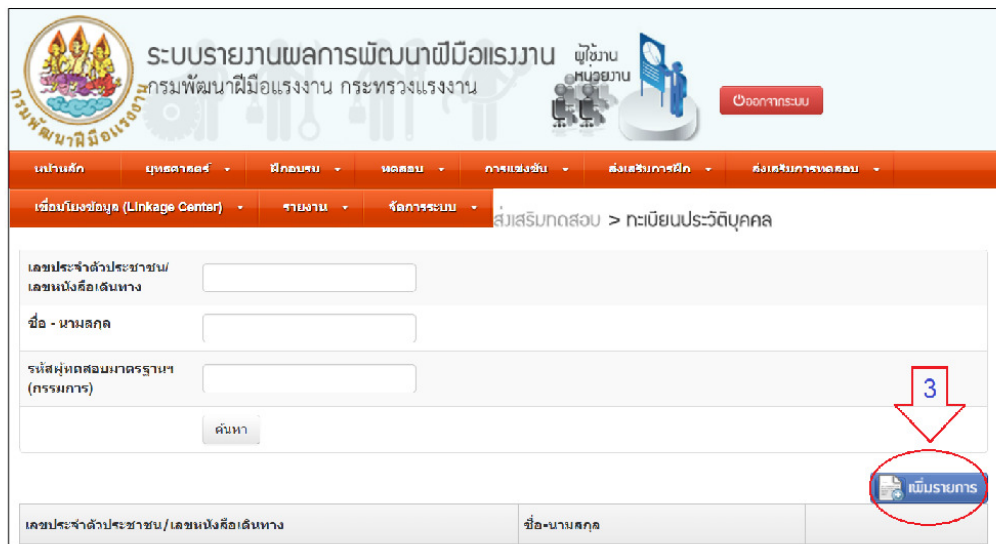 ระบบรายงานผลการพัฒนาฝีมือแรงงาน
กรมพัฒนาฝีมือแรงงาน กระทรวงแรงงาน
กรมพัฒนาฝีมือแรงงาน
ผู้ใช้งาน
หน่วยงาน
ออกจากระบบ
หน้าหลัก ยุทธศาสตร์ ฝึกอบรม ทดสอบ การแข่งขัน ส่งเสริมการฝึก ส่งเสริมการทดสอบ
เชื่อมโยงข้อมูล (Linkage Center) รายงาน จัดการระบบ
ส่งเสริมทดสอบ > ทะเบียนประวัติบุคคล
เลขประจำตัวประชาชน/
เลขหนังสือเดินทาง
ชื่อ - นามสกุล
รหัสผู้ทดสอบมาตรฐานฯ
(กรรมการ)
ค้นหา
3
เพิ่มรายการ
เลขประจำตัวประชาชน/เลขหนังสือเดินทาง ชื่อ-นามสกุล